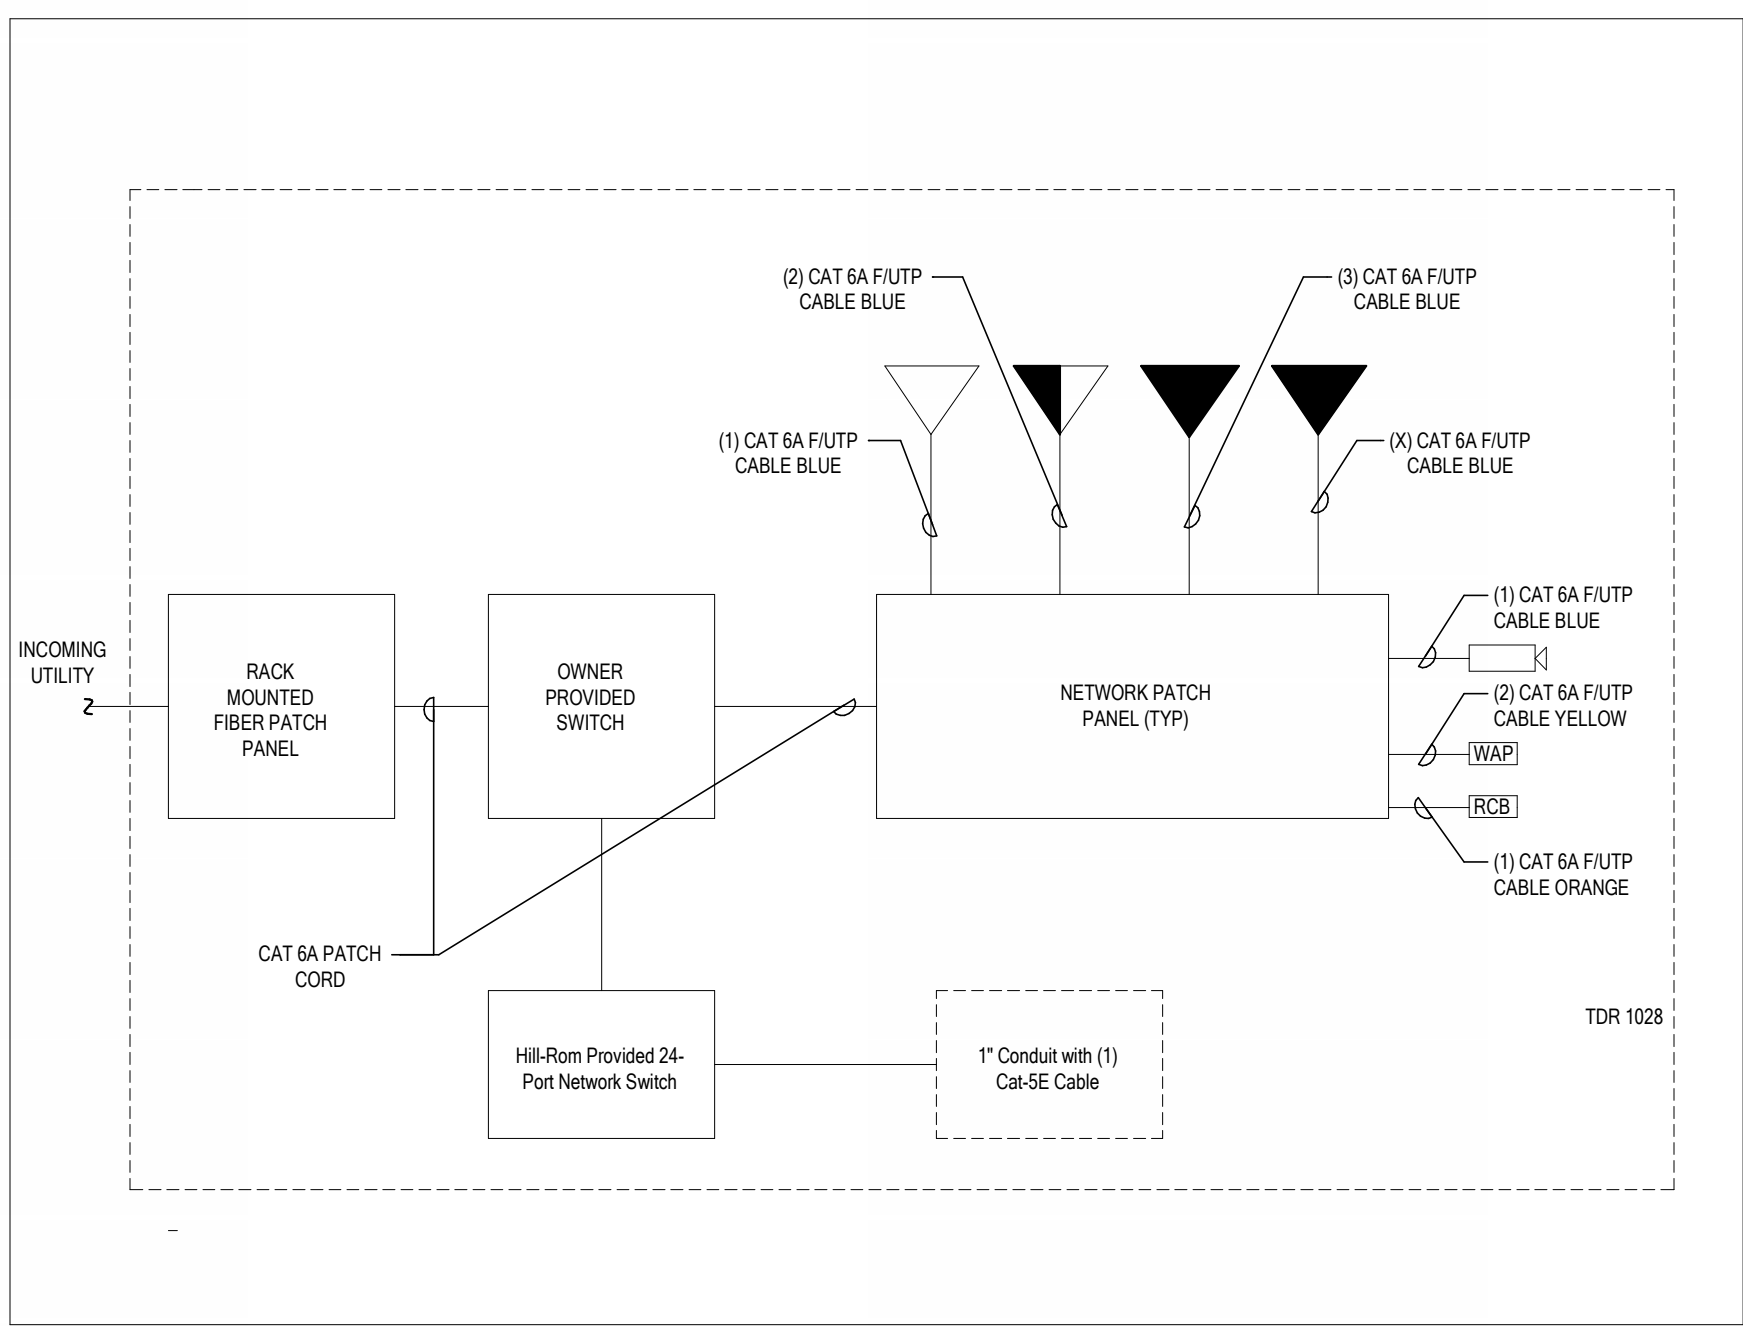 (2) CAT 6A F/UTP
CABLE BLUE
(3) CAT 6A F/UTP
CABLE BLUE
(1) CAT 6A F/UTP
CABLE BLUE
(X) CAT 6A F/UTP
CABLE BLUE
INCOMING
UTILITY
RACK
MOUNTED
FIBER PATCH
PANEL
OWNER
PROVIDED
SWITCH
NETWORK PATCH
PANEL (TYP)
(1) CAT 6A F/UTP
CABLE BLUE
(2) CAT 6A F/UTP
CABLE YELLOW
WAP
RCB
(1) CAT 6A F/UTP
CABLE ORANGE
CAT 6A PATCH
CORD
Hill-Rom Provided 24-
Port Network Switch
1" Conduit with (1)
Cat-5E Cable
TDR 1028